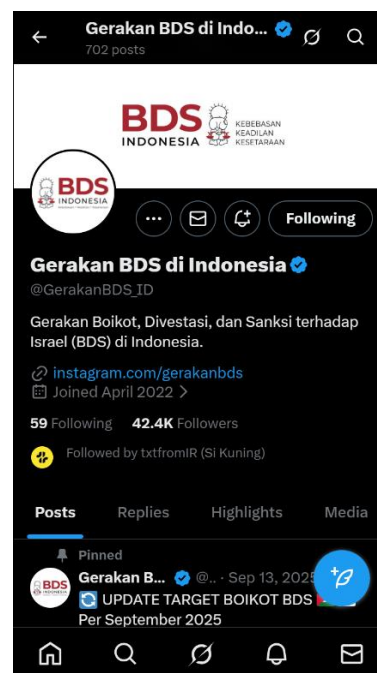 Gerakan BDS di Indo...
702 posts
BDS
INDONESIA
KEBEBASAN
KEADILAN
KESETARAAN
BDS
INDONESIA
Following
Gerakan BDS di Indonesia
@GerakanBDS_ID
Gerakan Boikot, Divestasi, dan Sanksi terhadap
Israel (BDS) di Indonesia.
instagram.com/gerakanbds
Joined April 2022
59 Following 42.4K Followers
Followed by txtfromIR (Si Kuning)
Posts Replies Highlights Media
Pinned
BDS
Gerakan B... @.. · Sep 13, 2025
UPDATE TARGET BOIKOT BDS
Per September 2025